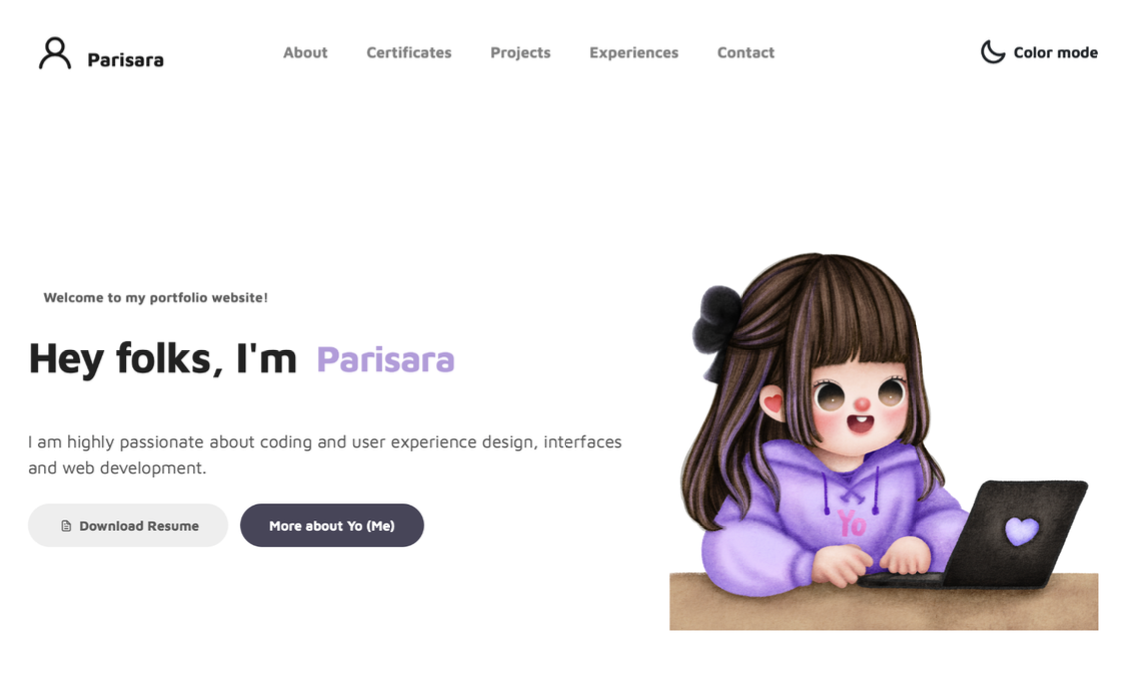 Parisara
About
Certificates
Projects
Experiences
Contact
Color mode
Welcome to my portfolio website!
Hey folks, I'm Parisara
I am highly passionate about coding and user experience design, interfaces
and web development.
Download Resume
More about Yo (Me)
Yo